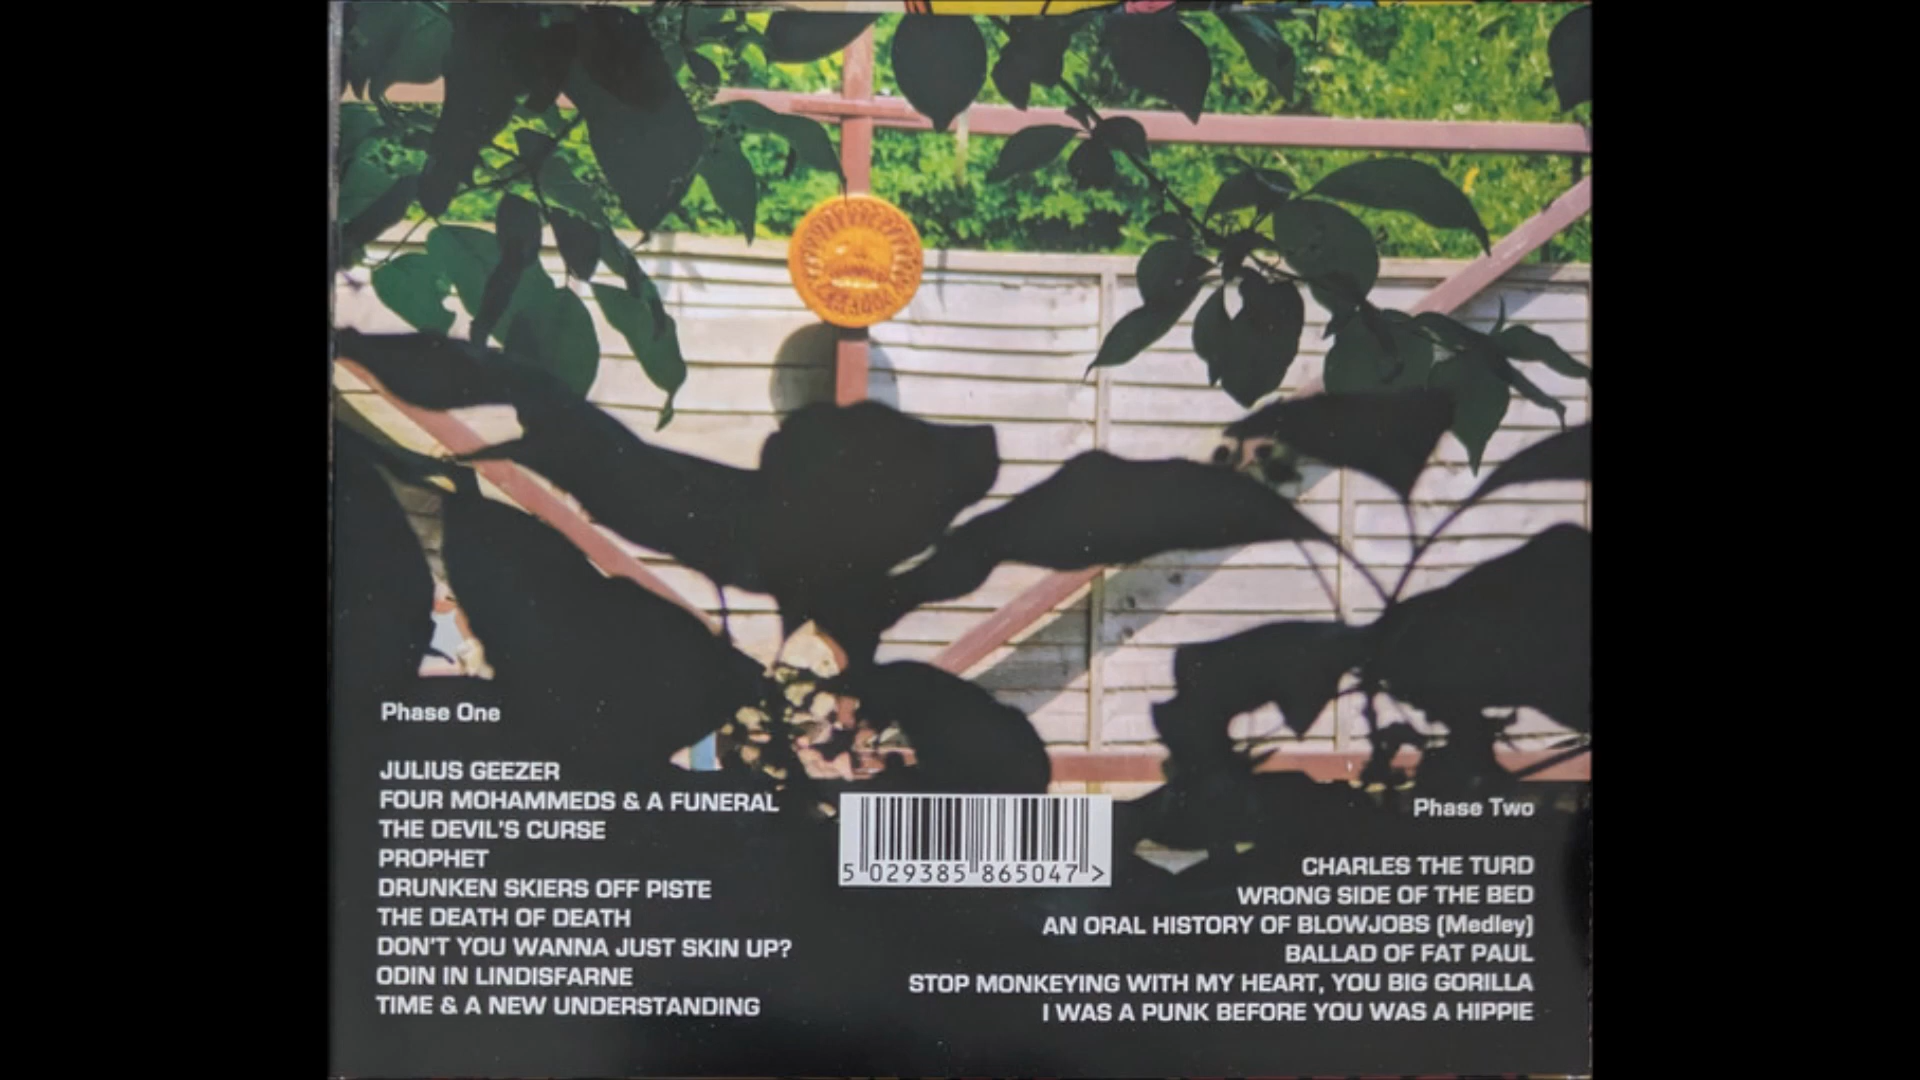 Phase One
JULIUS GEEZER
FOUR MOHAMMEDS & A FUNERAL
THE DEVIL'S CURSE
PROPHET
DRUNKEN SKIERS OFF PISTE
THE DEATH OF DEATH
DON'T YOU WANNA JUST SKIN UP?
ODIN IN LINDISFARNE
TIME & A NEW UNDERSTANDING
5 029385 865047 >
Phase Two
CHARLES THE TURD
WRONG SIDE OF THE BED
AN ORAL HISTORY OF BLOWJOBS (Medley)
BALLAD OF FAT PAUL
STOP MONKEYING WITH MY HEART, YOU BIG GORILLA
I WAS A PUNK BEFORE YOU WAS A HIPPIE